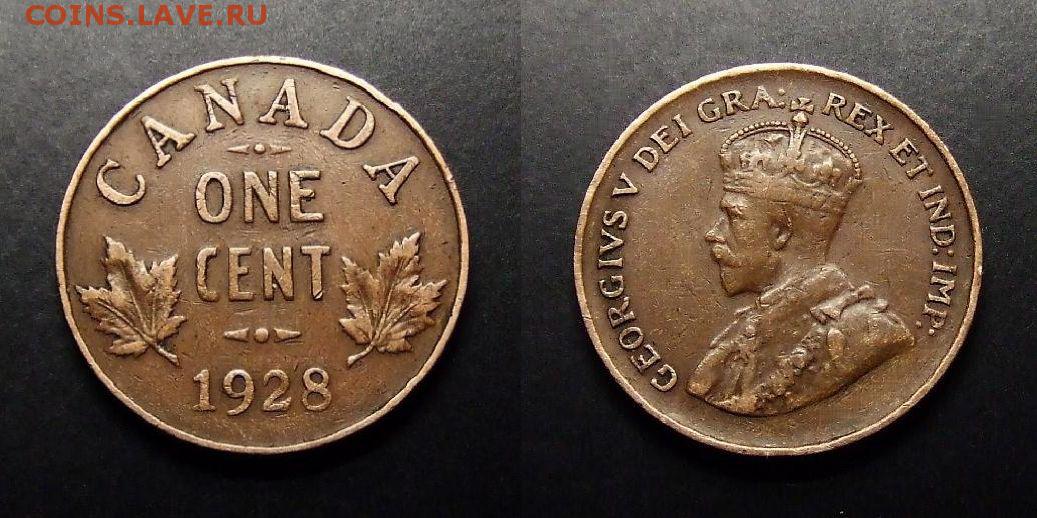 COINS.LAVE.RU
CANADA
ONE
CENT
1928
GEORGIVS V DEI GRA: REX ET IND: IMP: